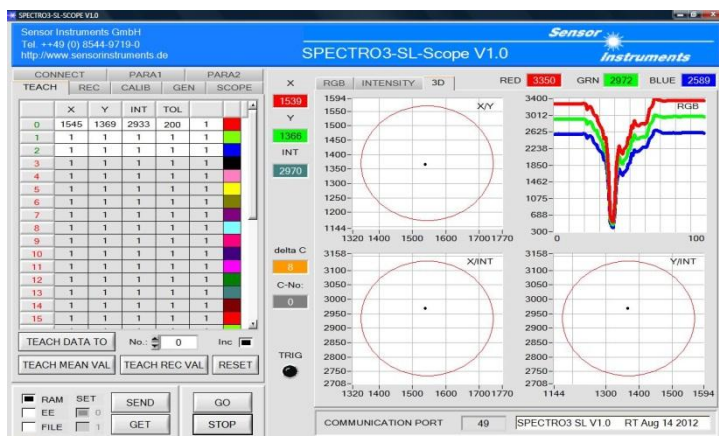 SPECTRO3-SL-SCOPE V1.0
Sensor Instruments GmbH
Tel. ++49 (0) 8544-9719-0
http://www.sensorinstruments.de
SPECTRO3-SL-Scope V1.0
Sensor
Instruments
CONNECT PARA1 PARA2
TEACH REC CALIB GEN SCOPE
X Y INT TOL
0 1545 1369 2933 200 1
1 1 1 1 1 1
2 1 1 1 1 1
3 1 1 1 1 1
4 1 1 1 1 1
5 1 1 1 1 1
6 1 1 1 1 1
7 1 1 1 1 1
8 1 1 1 1 1
9 1 1 1 1 1
10 1 1 1 1 1
11 1 1 1 1 1
12 1 1 1 1 1
13 1 1 1 1 1
14 1 1 1 1 1
15 1 1 1 1 1
TEACH DATA TO No.: 0 Inc
TEACH MEAN VAL TEACH REC VAL RESET
RAM SET SEND GO
EE 0
FILE 1 GET STOP
X
1539
Y
1366
INT
2970
delta C
8
C-No:
0
TRIG
RGB INTENSITY 3D RED 3350 GRN 2972 BLUE 2589
X/Y
1594
1550
1500
1450
1400
1350
1300
1250
1200
1144
1320 1400 1500 1600 1700 1770
RGB
3400
3012
2625
2238
1850
1462
1075
688
300
0 100
X/INT
3158
3100
3050
3000
2950
2900
2850
2800
2750
2708
1320 1400 1500 1600 1700 1770
Y/INT
3158
3100
3050
3000
2950
2900
2850
2800
2750
2708
1144 1300 1400 1500 1594
COMMUNICATION PORT 49 SPECTRO3 SL V1.0 RT Aug 14 2012